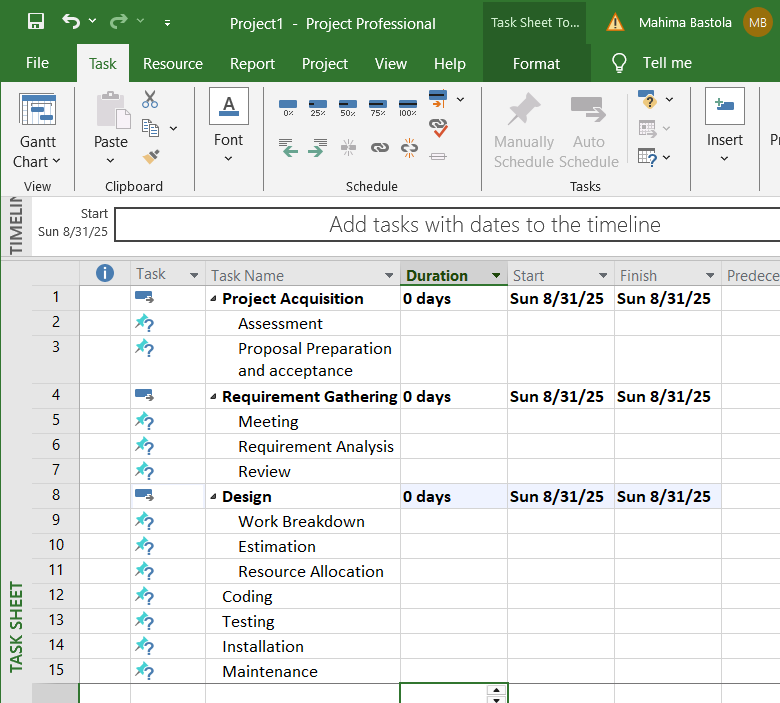 Project1 - Project Professional
Task Sheet To...
Mahima Bastola
MB
File
Task
Resource
Report
Project
View
Help
Format
Tell me
Gantt
Chart
View
Paste
Clipboard
A
Font
0% 25% 50% 75% 100%
Schedule
Manually
Schedule
Auto
Schedule
Tasks
Insert
TIMELIN
Start
Sun 8/31/25
Add tasks with dates to the timeline
Task Task Name Duration Start Finish Predece
1 Project Acquisition 0 days Sun 8/31/25 Sun 8/31/25
2 Assessment
3 Proposal Preparation
and acceptance
4 Requirement Gathering 0 days Sun 8/31/25 Sun 8/31/25
5 Meeting
6 Requirement Analysis
7 Review
8 Design 0 days Sun 8/31/25 Sun 8/31/25
9 Work Breakdown
10 Estimation
11 Resource Allocation
12 Coding
13 Testing
14 Installation
15 Maintenance
TASK SHEET